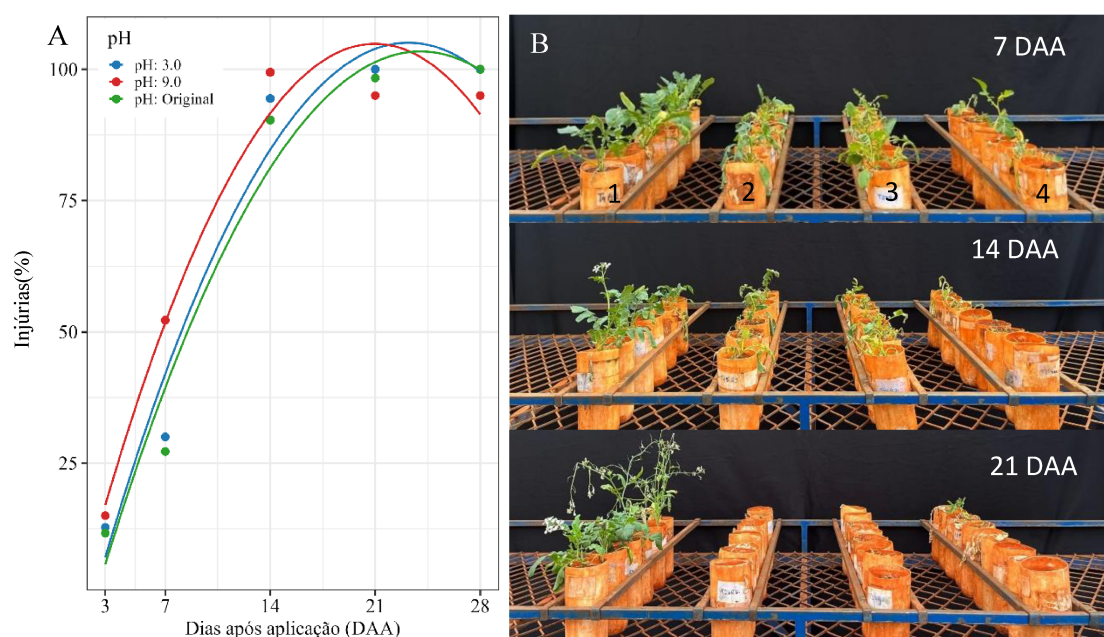 A
pH
pH: 3.0
pH: 9.0
pH: Original
Injúrias(%)
100
75
50
25
3
7
14
21
28
Dias após aplicação (DAA)
B
7 DAA
1
2
3
4
14 DAA
21 DAA